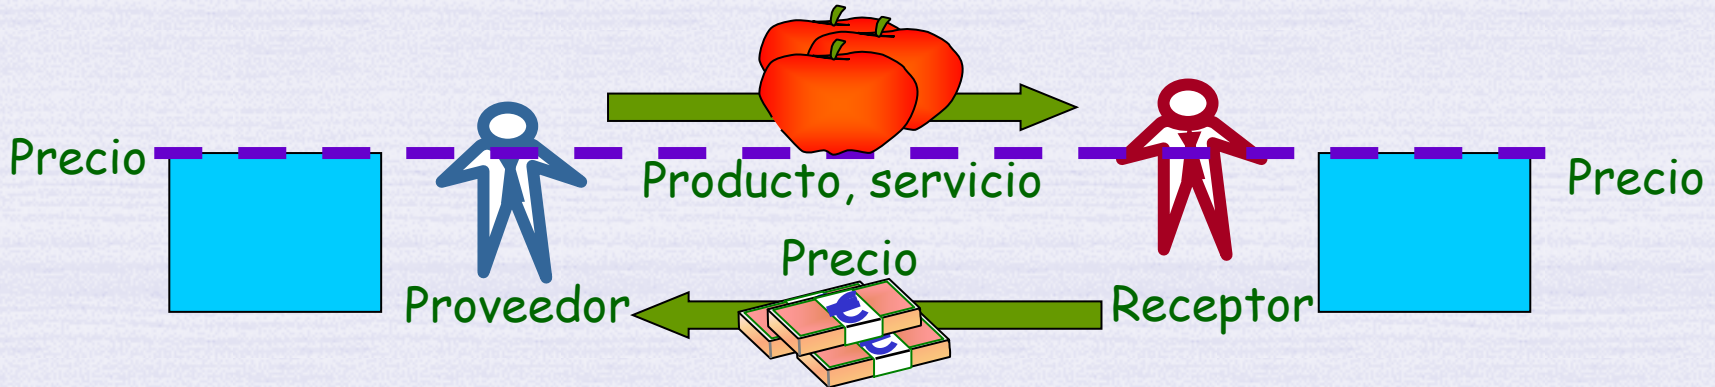 Precio
Producto, servicio
Precio
Precio
Proveedor
Receptor